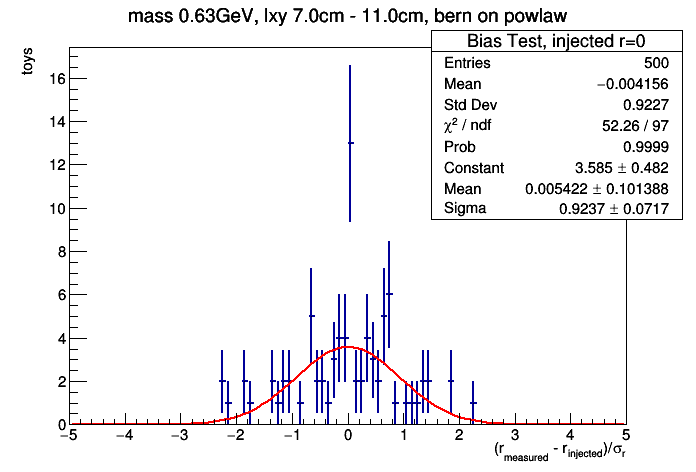 mass 0.63GeV, lxy 7.0cm - 11.0cm, bern on powlaw
toys
Bias Test, injected r=0
Entries 500
Mean −0.004156
Std Dev 0.9227
χ² / ndf 52.26 / 97
Prob 0.9999
Constant 3.585 ± 0.482
Mean 0.005422 ± 0.101388
Sigma 0.9237 ± 0.0717
16
14
12
10
8
6
4
2
0
−5 −4 −3 −2 −1 0 1 2 3 4 5
(r_measured - r_injected)/σ_r